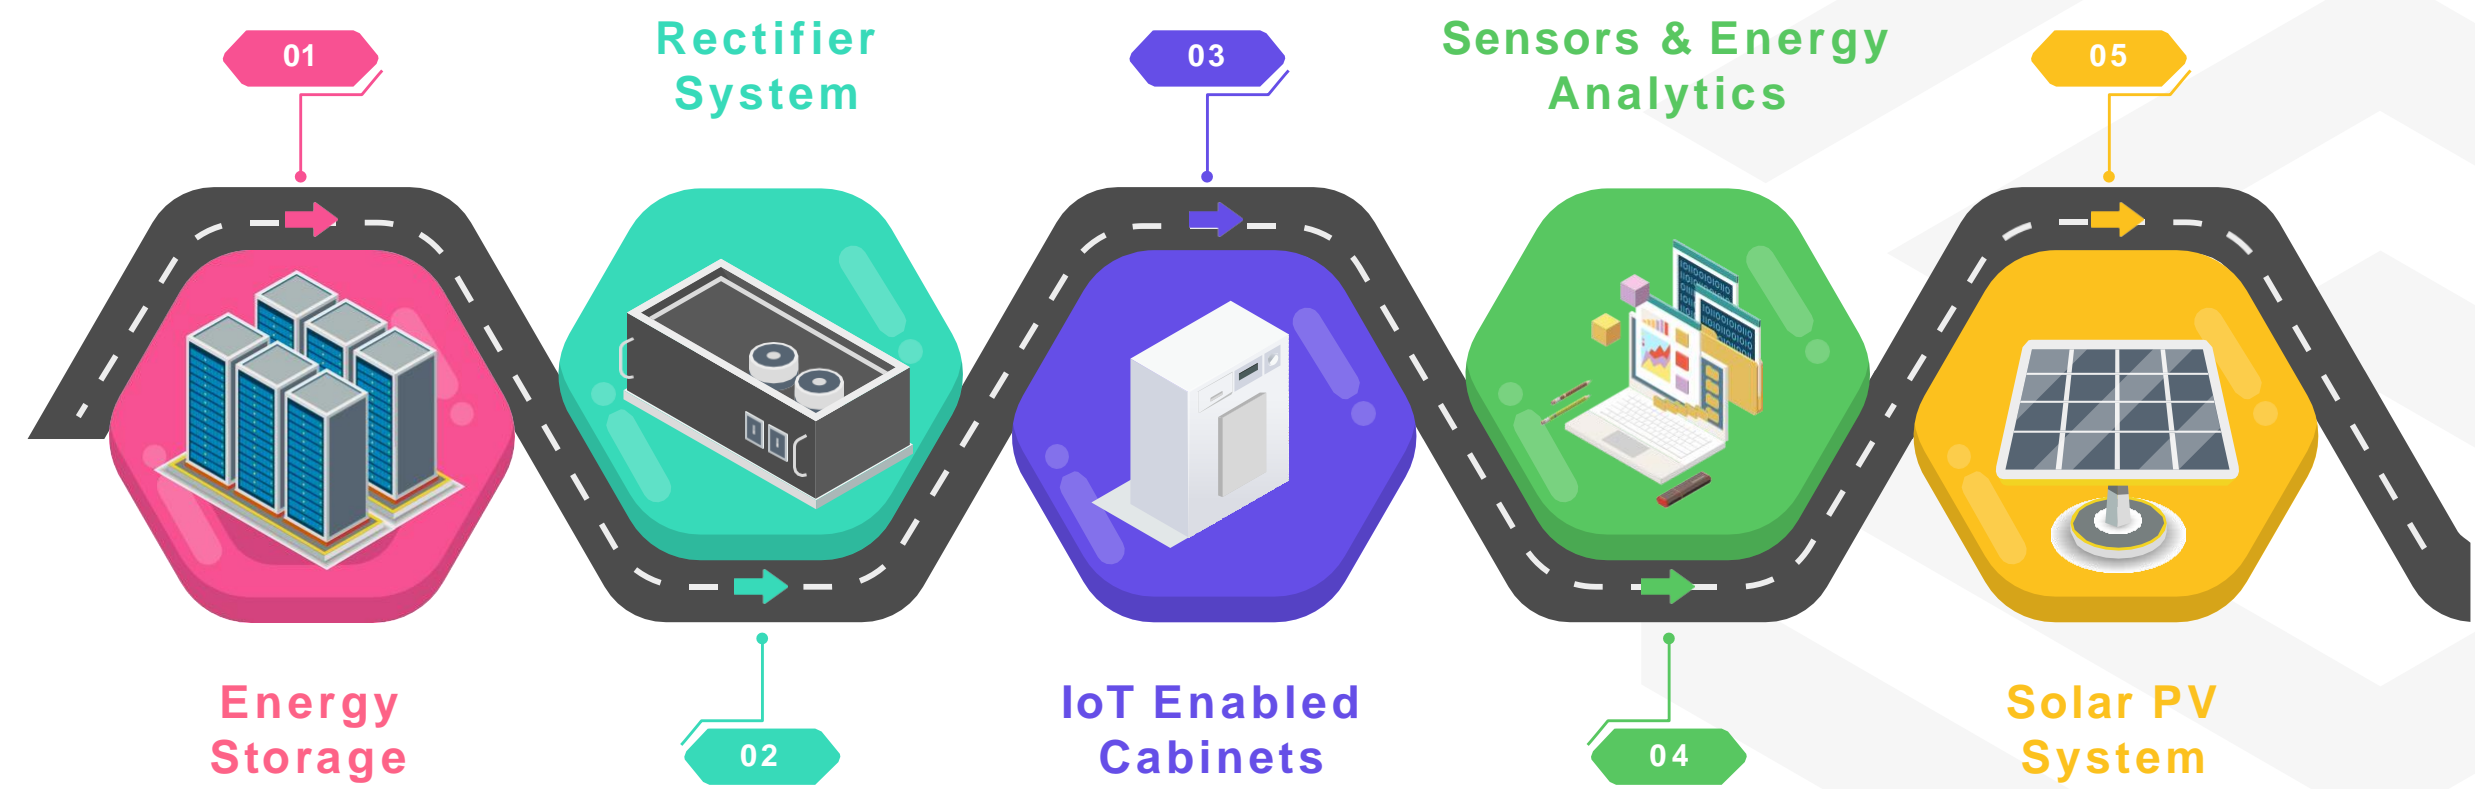 01
Energy
Storage
Rectifier
System
02
03
IoT Enabled
Cabinets
Sensors & Energy
Analytics
04
05
Solar PV
System